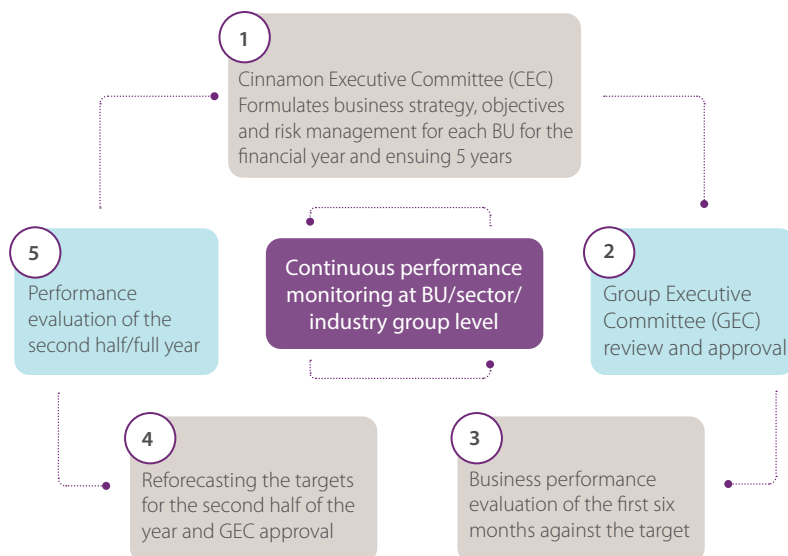 1
Cinnamon Executive Committee (CEC)
Formulates business strategy, objectives
and risk management for each BU for the
financial year and ensuing 5 years
2
Group Executive
Committee (GEC)
review and approval
3
Business performance
evaluation of the first six
months against the target
4
Reforecasting the targets
for the second half of the
year and GEC approval
5
Performance
evaluation of the
second half/full year
Continuous performance
monitoring at BU/sector/
industry group level